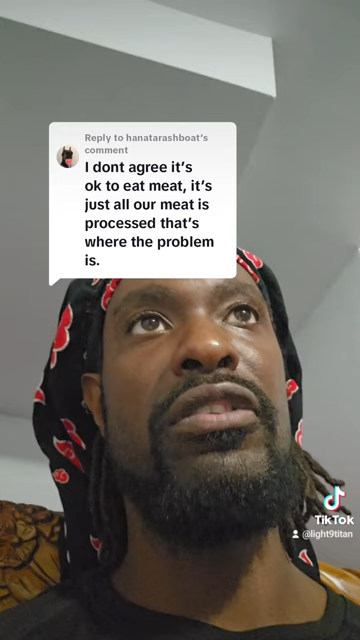 Reply to hanatarashboat's
comment
I dont agree it's
ok to eat meat, it's
just all our meat is
processed that's
where the problem
is.
TikTok
@light9titan